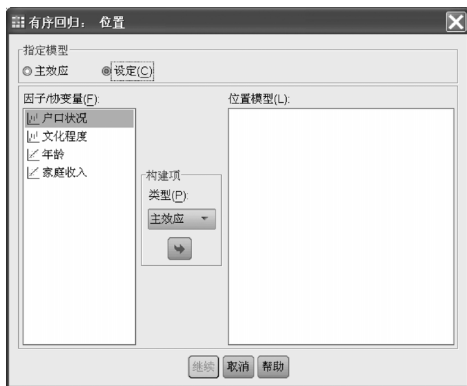 有序回归： 位置
指定模型
主效应 设定(C)
因子/协变量(F):
户口状况
文化程度
年龄
家庭收入
构建项
类型(P):
主效应
位置模型(L):
继续 取消 帮助